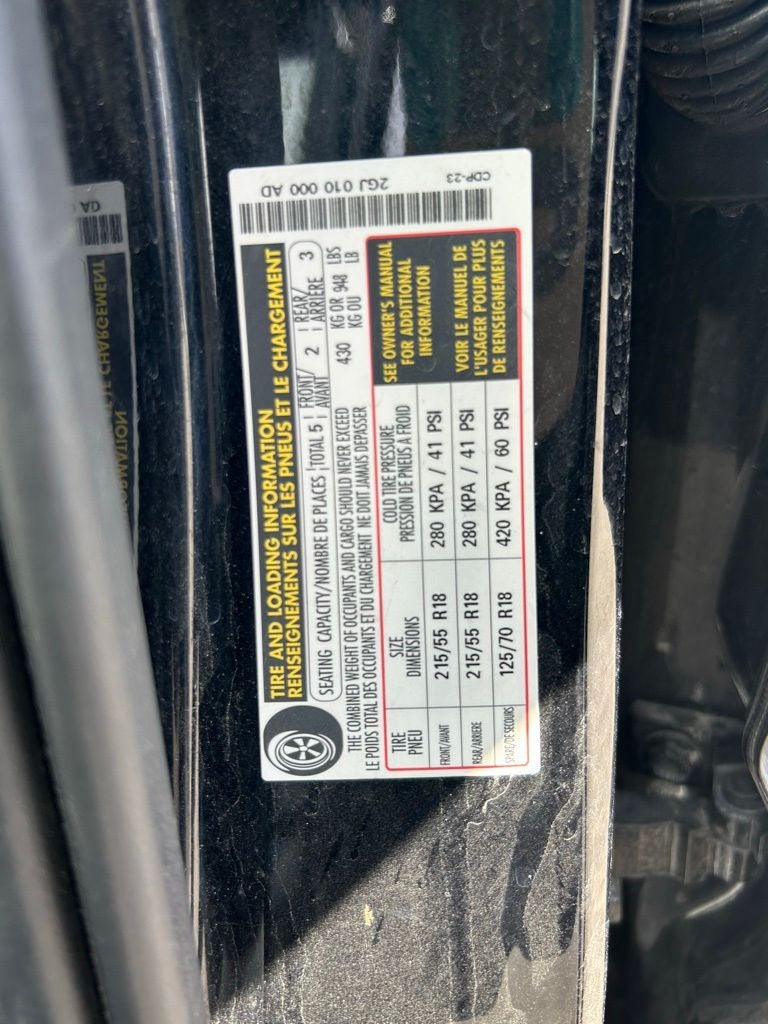 TIRE AND LOADING INFORMATION
RENSEIGNEMENTS SUR LES PNEUS ET LE CHARGEMENT
2GJ 010 000 AD
CDP-23
SEATING CAPACITY/NOMBRE DE PLACES | TOTAL 5 | FRONT/AVANT 2 | REAR/ARRIÈRE 3
THE COMBINED WEIGHT OF OCCUPANTS AND CARGO SHOULD NEVER EXCEED 430 KG OR 948 LBS
LE POIDS TOTAL DES OCCUPANTS ET DU CHARGEMENT NE DOIT JAMAIS DEPASSER KG OU LB
TIRE PNEU SIZE DIMENSIONS COLD TIRE PRESSURE PRESSION DE PNEUS À FROID
FRONT/AVANT 215/55 R18 280 KPA / 41 PSI
REAR/ARRIERE 215/55 R18 280 KPA / 41 PSI
SPARE/DE SECOURS 125/70 R18 420 KPA / 60 PSI
SEE OWNER'S MANUAL
FOR ADDITIONAL
INFORMATION
VOIR LE MANUEL DE
L'USAGER POUR PLUS
DE RENSEIGNEMENTS